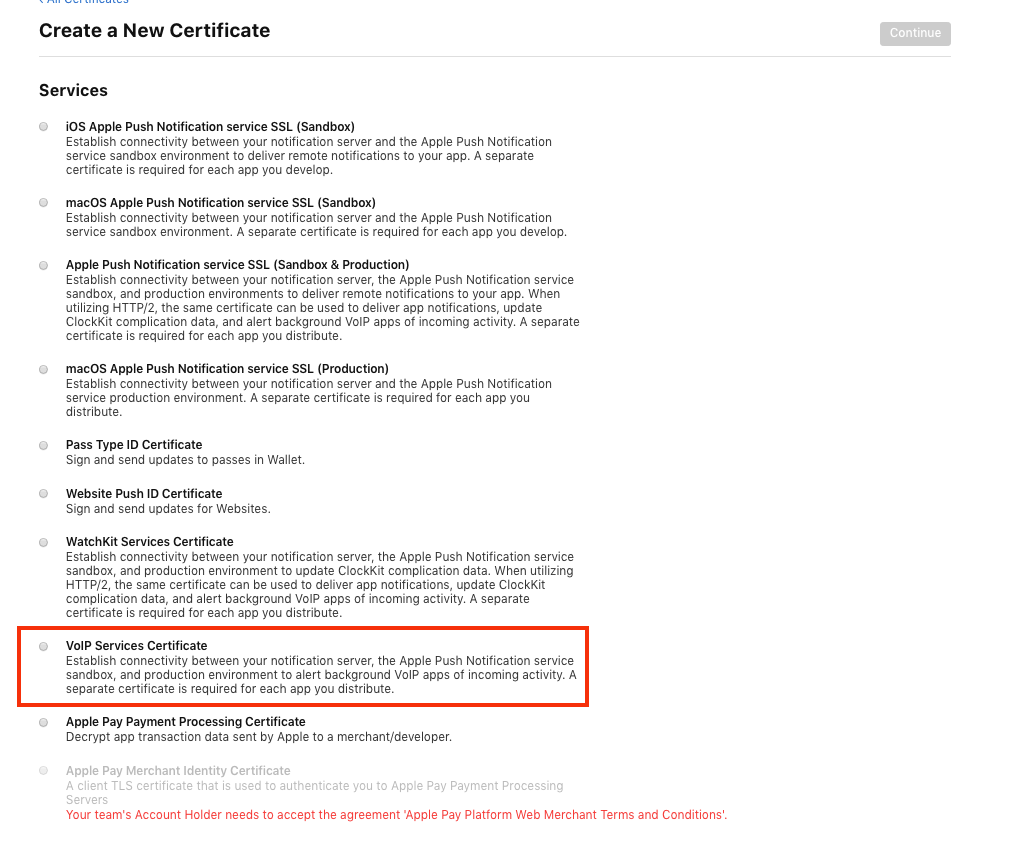 ‹ All Certificates
Create a New Certificate
Continue
Services
iOS Apple Push Notification service SSL (Sandbox)
Establish connectivity between your notification server and the Apple Push Notification
service sandbox environment to deliver remote notifications to your app. A separate
certificate is required for each app you develop.
macOS Apple Push Notification service SSL (Sandbox)
Establish connectivity between your notification server and the Apple Push Notification
service sandbox environment. A separate certificate is required for each app you develop.
Apple Push Notification service SSL (Sandbox & Production)
Establish connectivity between your notification server, the Apple Push Notification service
sandbox, and production environments to deliver remote notifications to your app. When
utilizing HTTP/2, the same certificate can be used to deliver app notifications, update
ClockKit complication data, and alert background VoIP apps of incoming activity. A separate
certificate is required for each app you distribute.
macOS Apple Push Notification service SSL (Production)
Establish connectivity between your notification server and the Apple Push Notification
service production environment. A separate certificate is required for each app you
distribute.
Pass Type ID Certificate
Sign and send updates to passes in Wallet.
Website Push ID Certificate
Sign and send updates for Websites.
WatchKit Services Certificate
Establish connectivity between your notification server, the Apple Push Notification service
sandbox, and production environment to update ClockKit complication data. When utilizing
HTTP/2, the same certificate can be used to deliver app notifications, update ClockKit
complication data, and alert background VoIP apps of incoming activity. A separate
certificate is required for each app you distribute.
VoIP Services Certificate
Establish connectivity between your notification server, the Apple Push Notification service
sandbox, and production environment to alert background VoIP apps of incoming activity. A
separate certificate is required for each app you distribute.
Apple Pay Payment Processing Certificate
Decrypt app transaction data sent by Apple to a merchant/developer.
Apple Pay Merchant Identity Certificate
A client TLS certificate that is used to authenticate you to Apple Pay Payment Processing
Servers
Your team's Account Holder needs to accept the agreement 'Apple Pay Platform Web Merchant Terms and Conditions'.